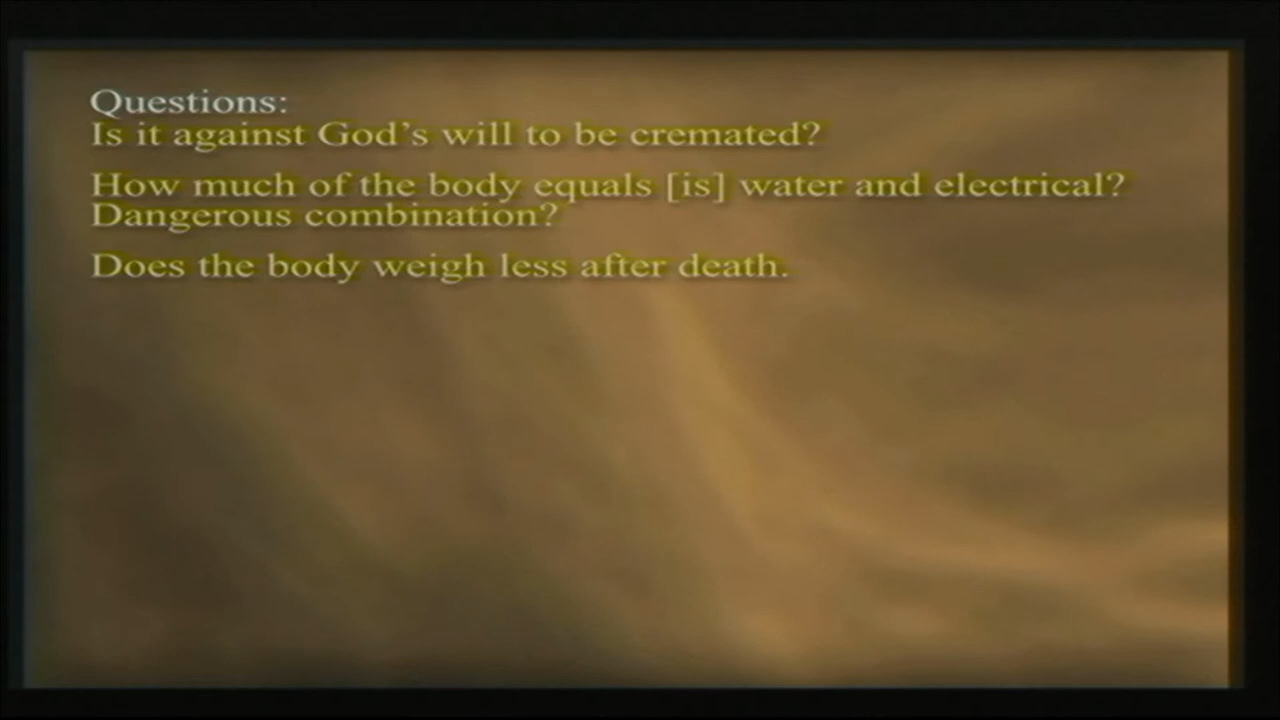 Questions:
Is it against God's will to be cremated?
How much of the body equals [is] water and electrical?
Dangerous combination?
Does the body weigh less after death.